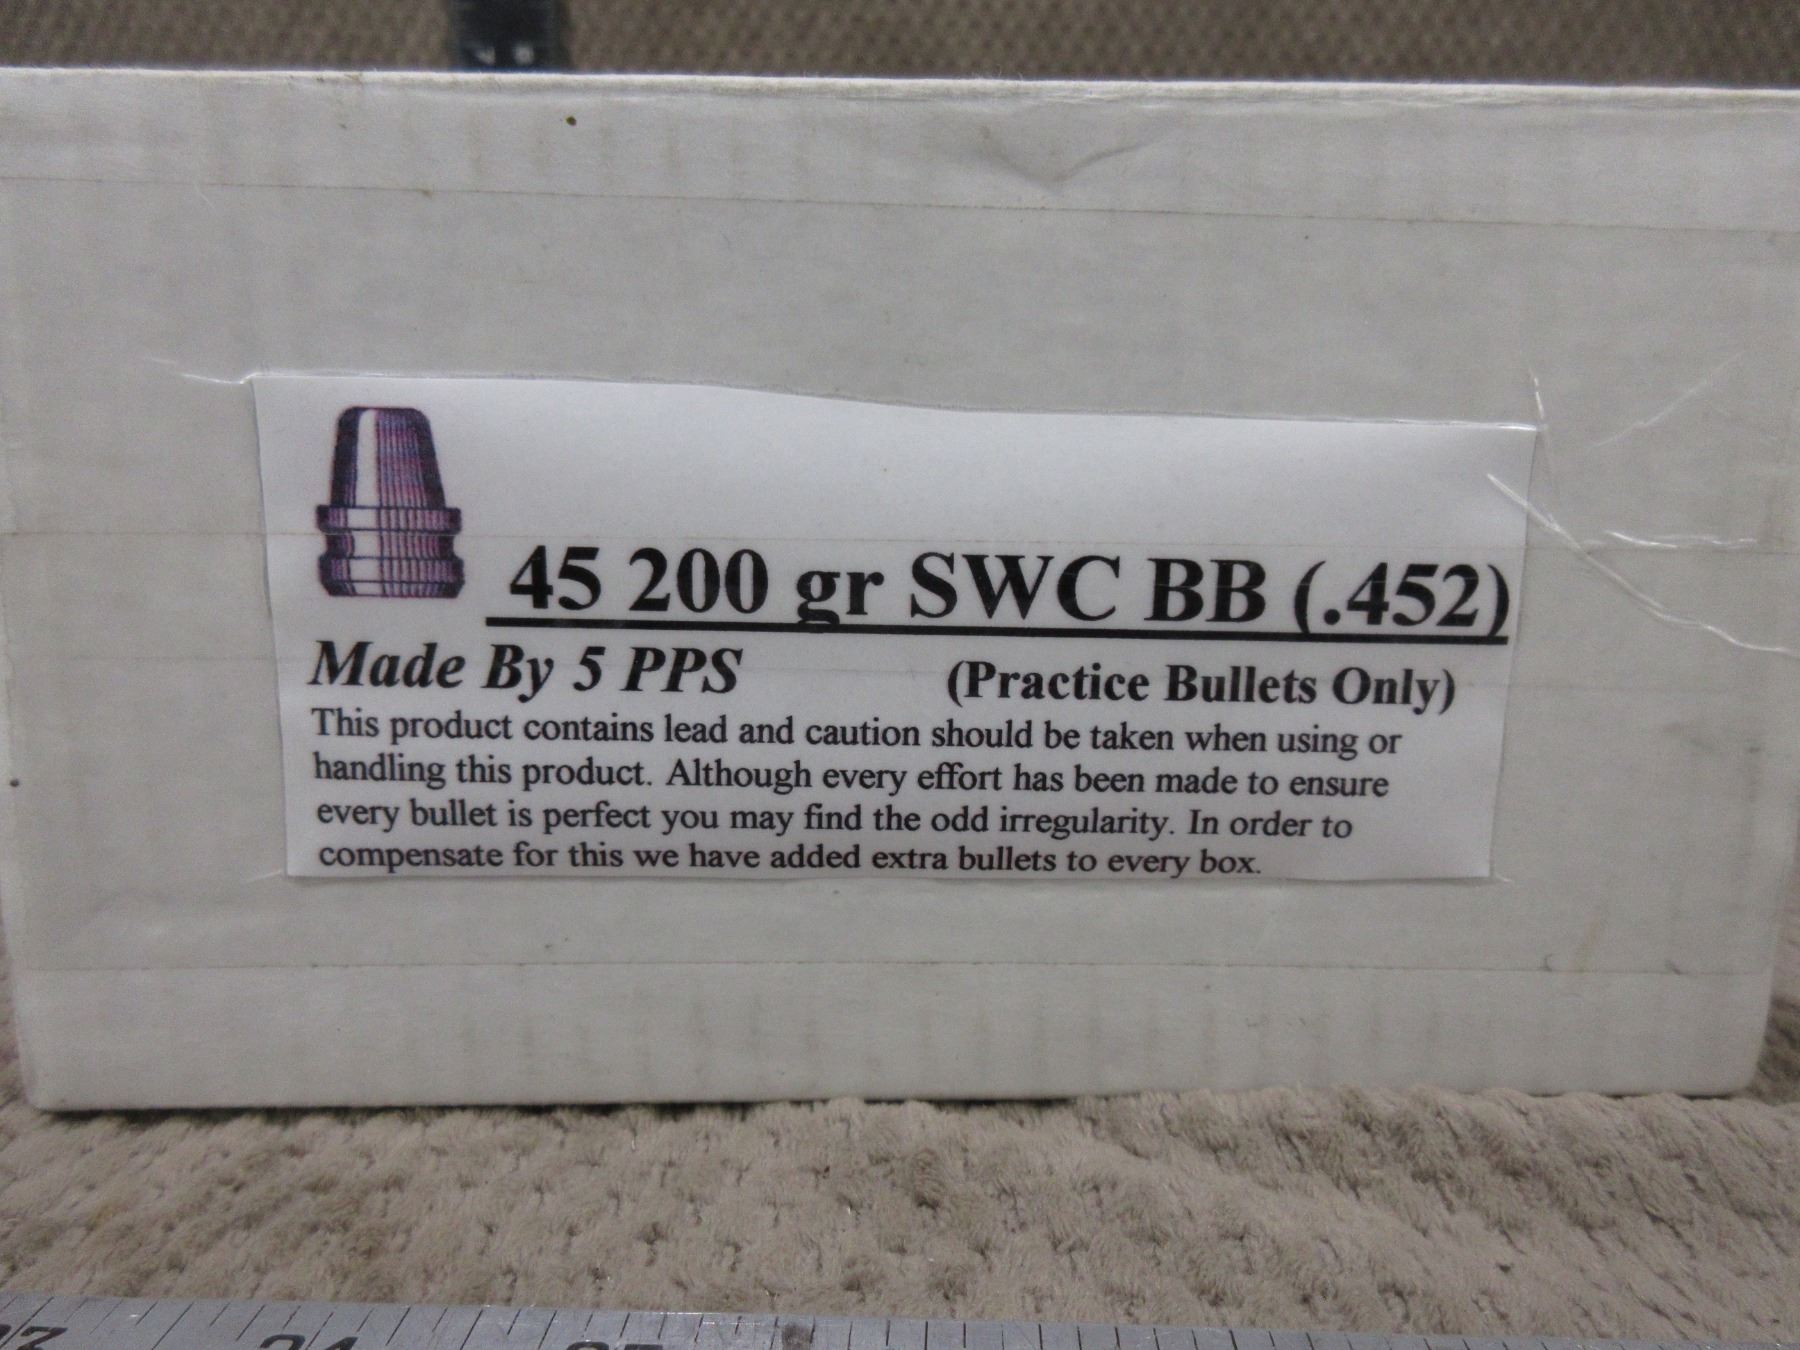 45 200 gr SWC BB (.452)
Made By 5 PPS (Practice Bullets Only)
This product contains lead and caution should be taken when using or
handling this product. Although every effort has been made to ensure
every bullet is perfect you may find the odd irregularity. In order to
compensate for this we have added extra bullets to every box.
24